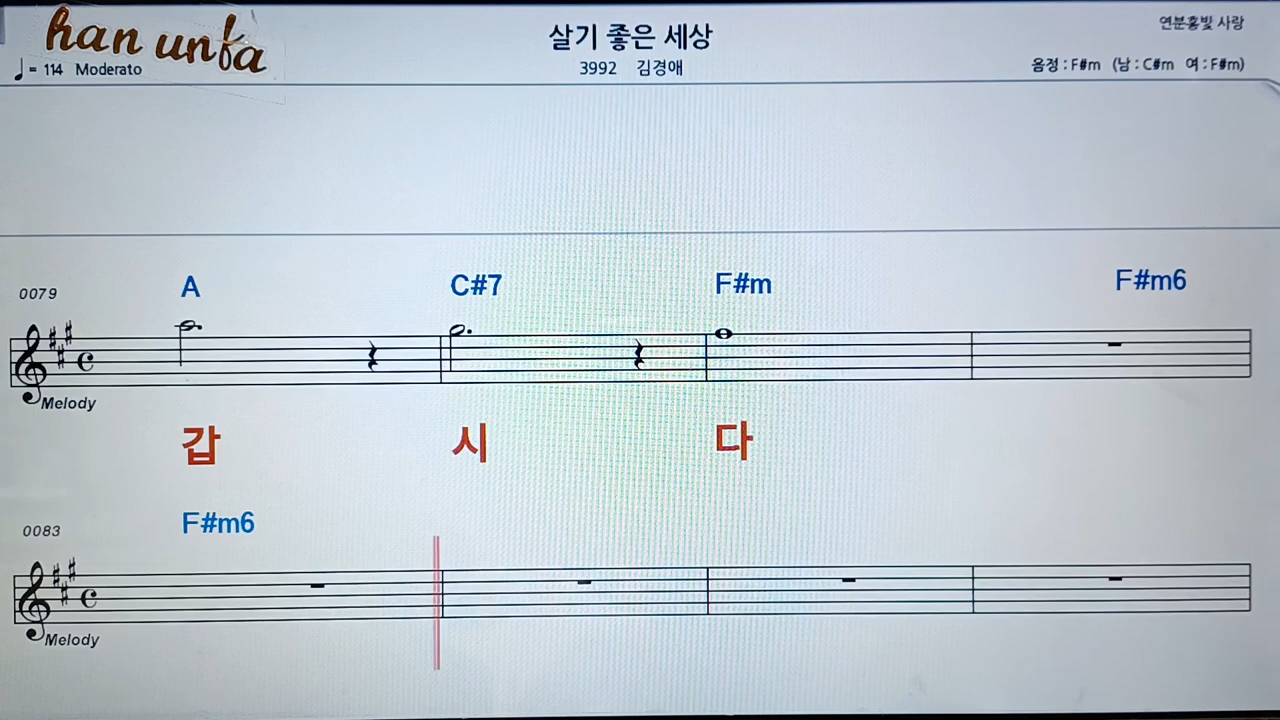 han unfa
살기 좋은 세상
연분홍빛 사랑
♩= 114 Moderato
3992 김경애
음정 : F#m (남 : C#m 여 : F#m)
0079 A C#7 F#m F#m6
Melody
갑 시 다
0083 F#m6
Melody